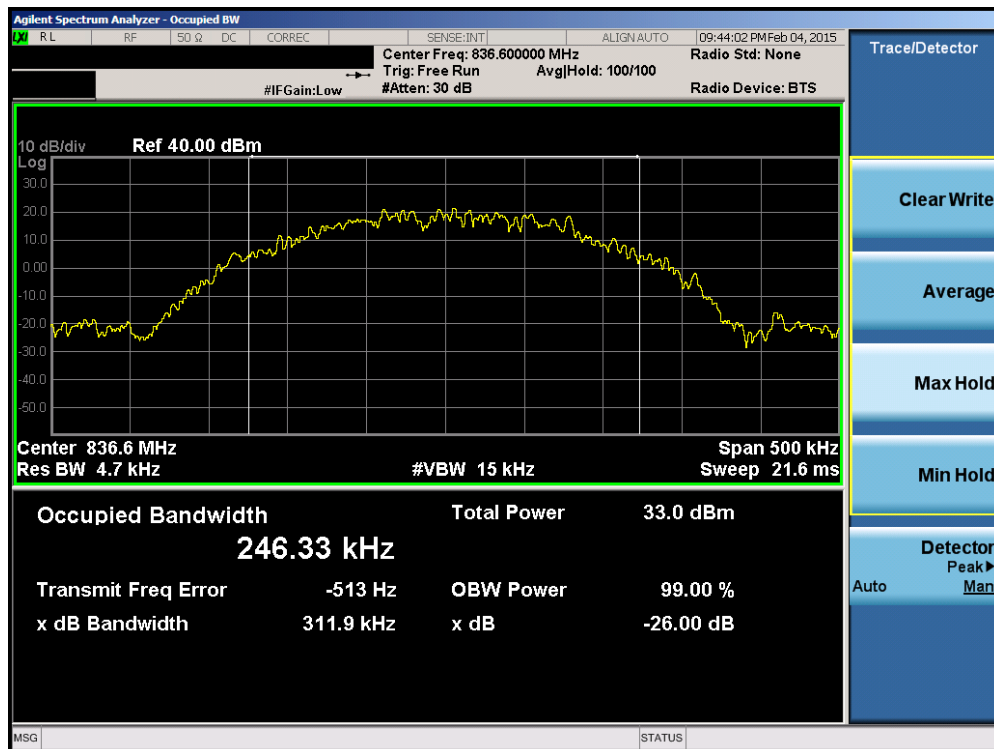 Agilent Spectrum Analyzer - Occupied BW
LXI RL RF 50 Ω DC CORREC SENSE:INT ALIGN AUTO 09:44:02 PM Feb 04, 2015
Center Freq: 836.600000 MHz Radio Std: None
Trig: Free Run Avg|Hold: 100/100
#IFGain:Low #Atten: 30 dB Radio Device: BTS
10 dB/div Ref 40.00 dBm
Log
30.0
20.0
10.0
0.00
-10.0
-20.0
-30.0
-40.0
-50.0
Center 836.6 MHz Span 500 kHz
Res BW 4.7 kHz #VBW 15 kHz Sweep 21.6 ms
Occupied Bandwidth Total Power 33.0 dBm
246.33 kHz
Transmit Freq Error -513 Hz OBW Power 99.00 %
x dB Bandwidth 311.9 kHz x dB -26.00 dB
MSG STATUS
Trace/Detector
Clear Write
Average
Max Hold
Min Hold
Detector
Peak▶
Auto Man